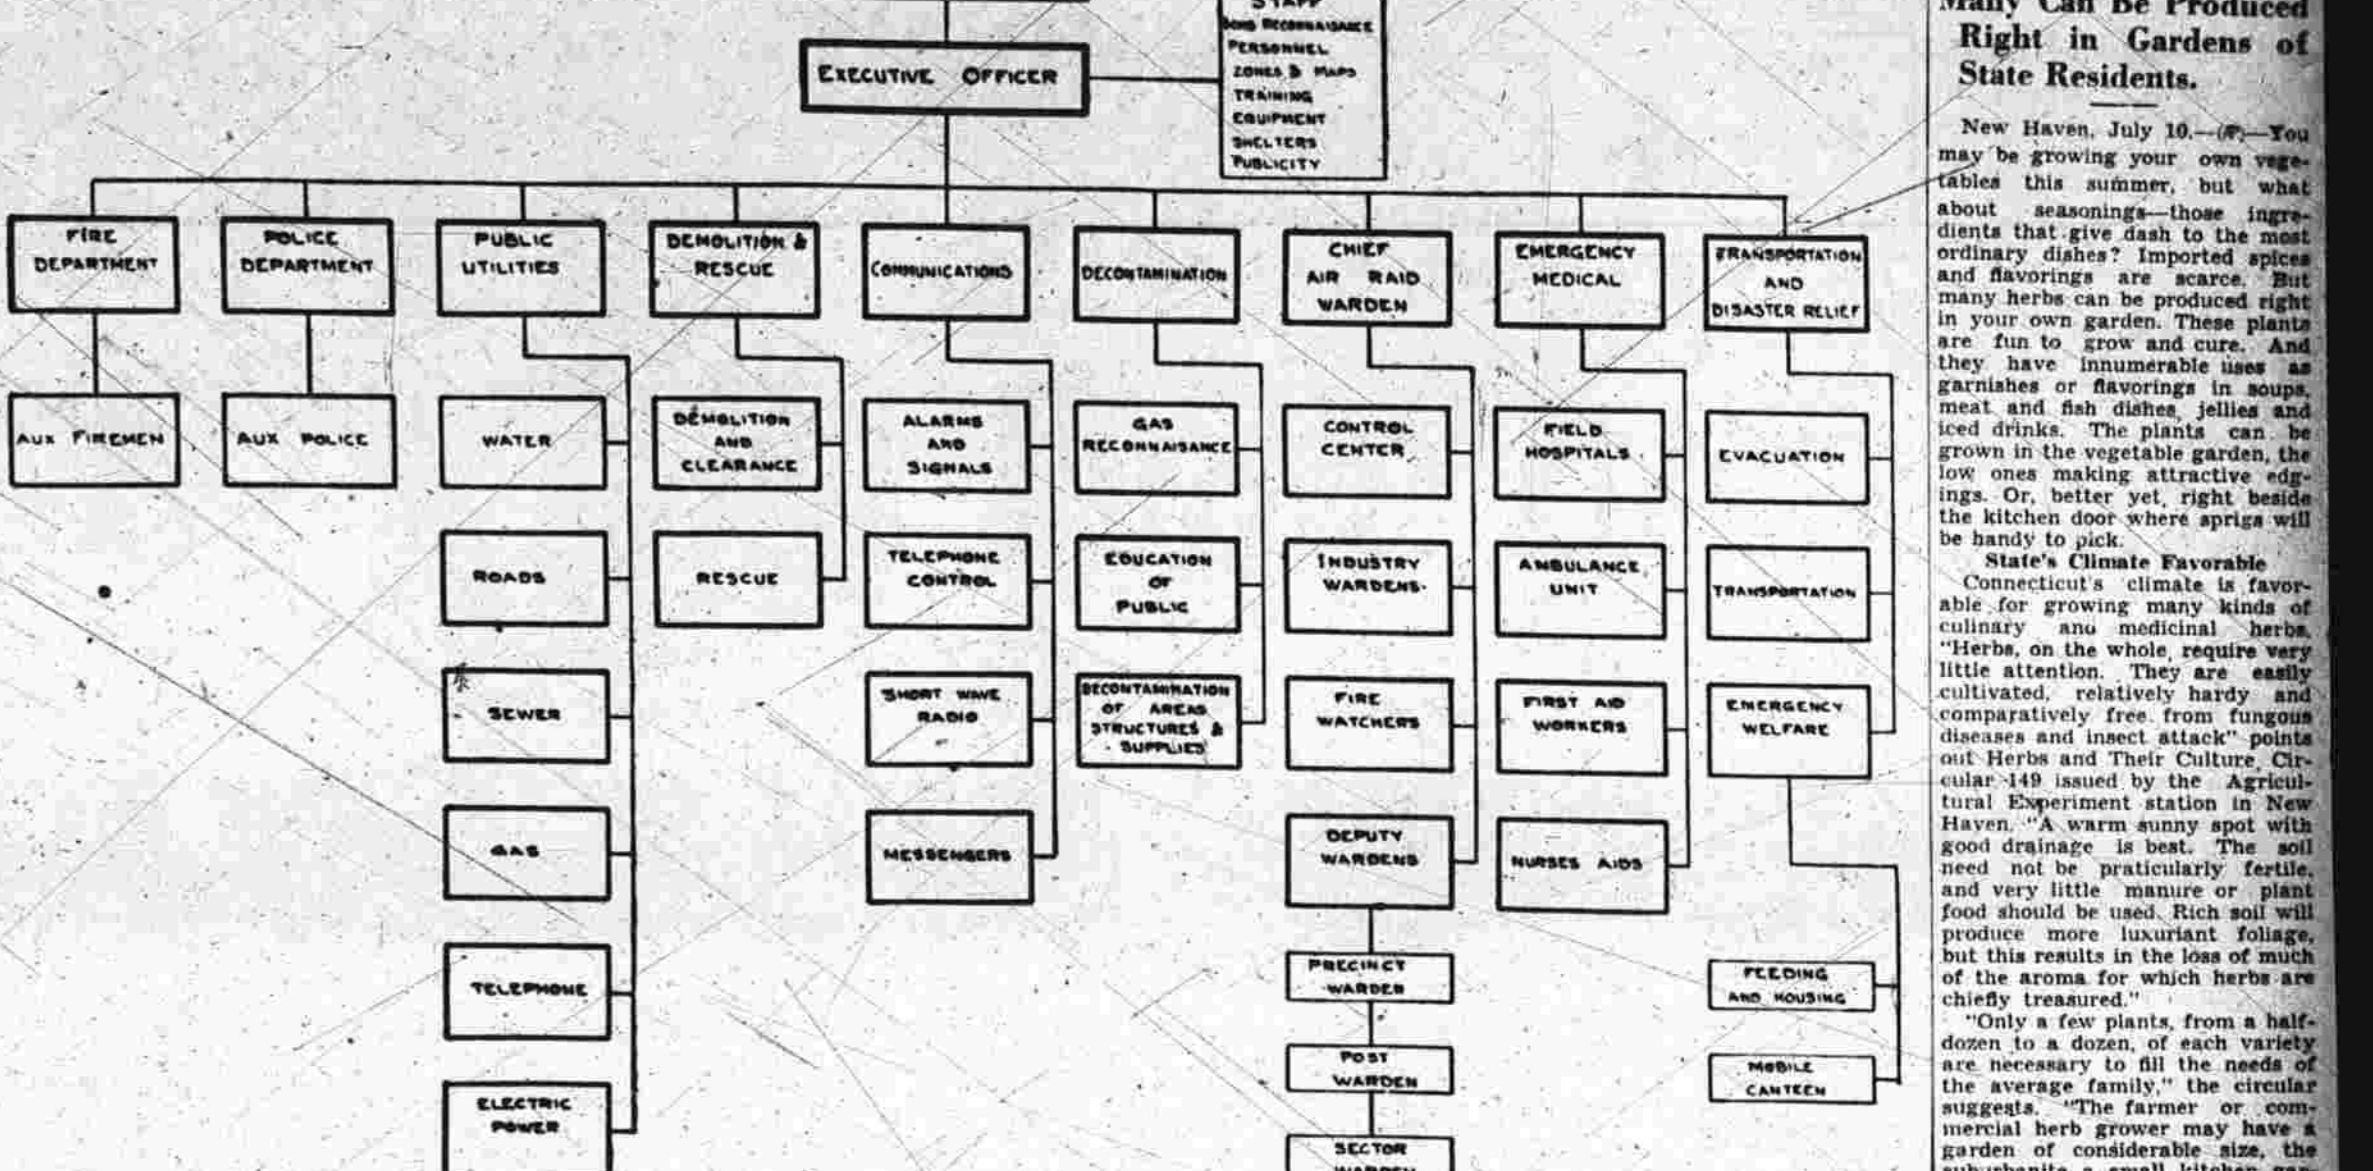 STAFF
BOMB RECONNAISANCE
PERSONNEL
ZONES & MAPS
TRAINING
EQUIPMENT
SHELTERS
PUBLICITY
EXECUTIVE OFFICER
FIRE
DEPARTMENT
POLICE
DEPARTMENT
PUBLIC
UTILITIES
DEMOLITION &
RESCUE
COMMUNICATIONS
DECONTAMINATION
CHIEF
AIR RAID
WARDEN
EMERGENCY
MEDICAL
TRANSPORTATION
AND
DISASTER RELIEF
AUX FIREMEN
AUX POLICE
WATER
ROADS
SEWER
GAS
TELEPHONE
ELECTRIC
POWER
DEMOLITION
AND
CLEARANCE
RESCUE
ALARMS
AND
SIGNALS
TELEPHONE
CONTROL
SHORT WAVE
RADIO
MESSENGERS
GAS
RECONNAISANCE
EDUCATION
OF
PUBLIC
DECONTAMINATION
OF AREAS
STRUCTURES &
SUPPLIES
CONTROL
CENTER
INDUSTRY
WARDENS
FIRE
WATCHERS
DEPUTY
WARDENS
PRECINCT
WARDEN
POST
WARDEN
SECTOR
WARDEN
FIELD
HOSPITALS
AMBULANCE
UNIT
FIRST AID
WORKERS
NURSES AIDS
EVACUATION
TRANSPORTATION
EMERGENCY
WELFARE
FEEDING
AND HOUSING
MOBILE
CANTEEN
Many Can Be Produced
Right in Gardens of
State Residents.
New Haven, July 10.—(AP)—You
may be growing your own vege-
tables this summer, but what
about seasonings—those ingre-
dients that give dash to the most
ordinary dishes? Imported spices
and flavorings are scarce. But
many herbs can be produced right
in your own garden. These plants
are fun to grow and cure. And
they have innumerable uses as
garnishes or flavorings in soups,
meat and fish dishes, jellies and
iced drinks. The plants can be
grown in the vegetable garden, the
low ones making attractive edg-
ings. Or, better yet, right beside
the kitchen door where sprigs will
be handy to pick.
State's Climate Favorable
Connecticut's climate is favor-
able for growing many kinds of
culinary and medicinal herbs.
"Herbs, on the whole, require very
little attention. They are easily
cultivated, relatively hardy and
comparatively free from fungous
diseases and insect attack" points
out Herbs and Their Culture, Cir-
cular 149 issued by the Agricul-
tural Experiment station in New
Haven. "A warm sunny spot with
good drainage is best. The soil
need not be praticularly fertile,
and very little manure or plant
food should be used. Rich soil will
produce more luxuriant foliage,
but this results in the loss of much
of the aroma for which herbs are
chiefly treasured."
"Only a few plants, from a half-
dozen to a dozen, of each variety
are necessary to fill the needs of
the average family," the circular
suggests. "The farmer or com-
mercial herb grower may have a
garden of considerable size, the
suburbanite a small kitchen